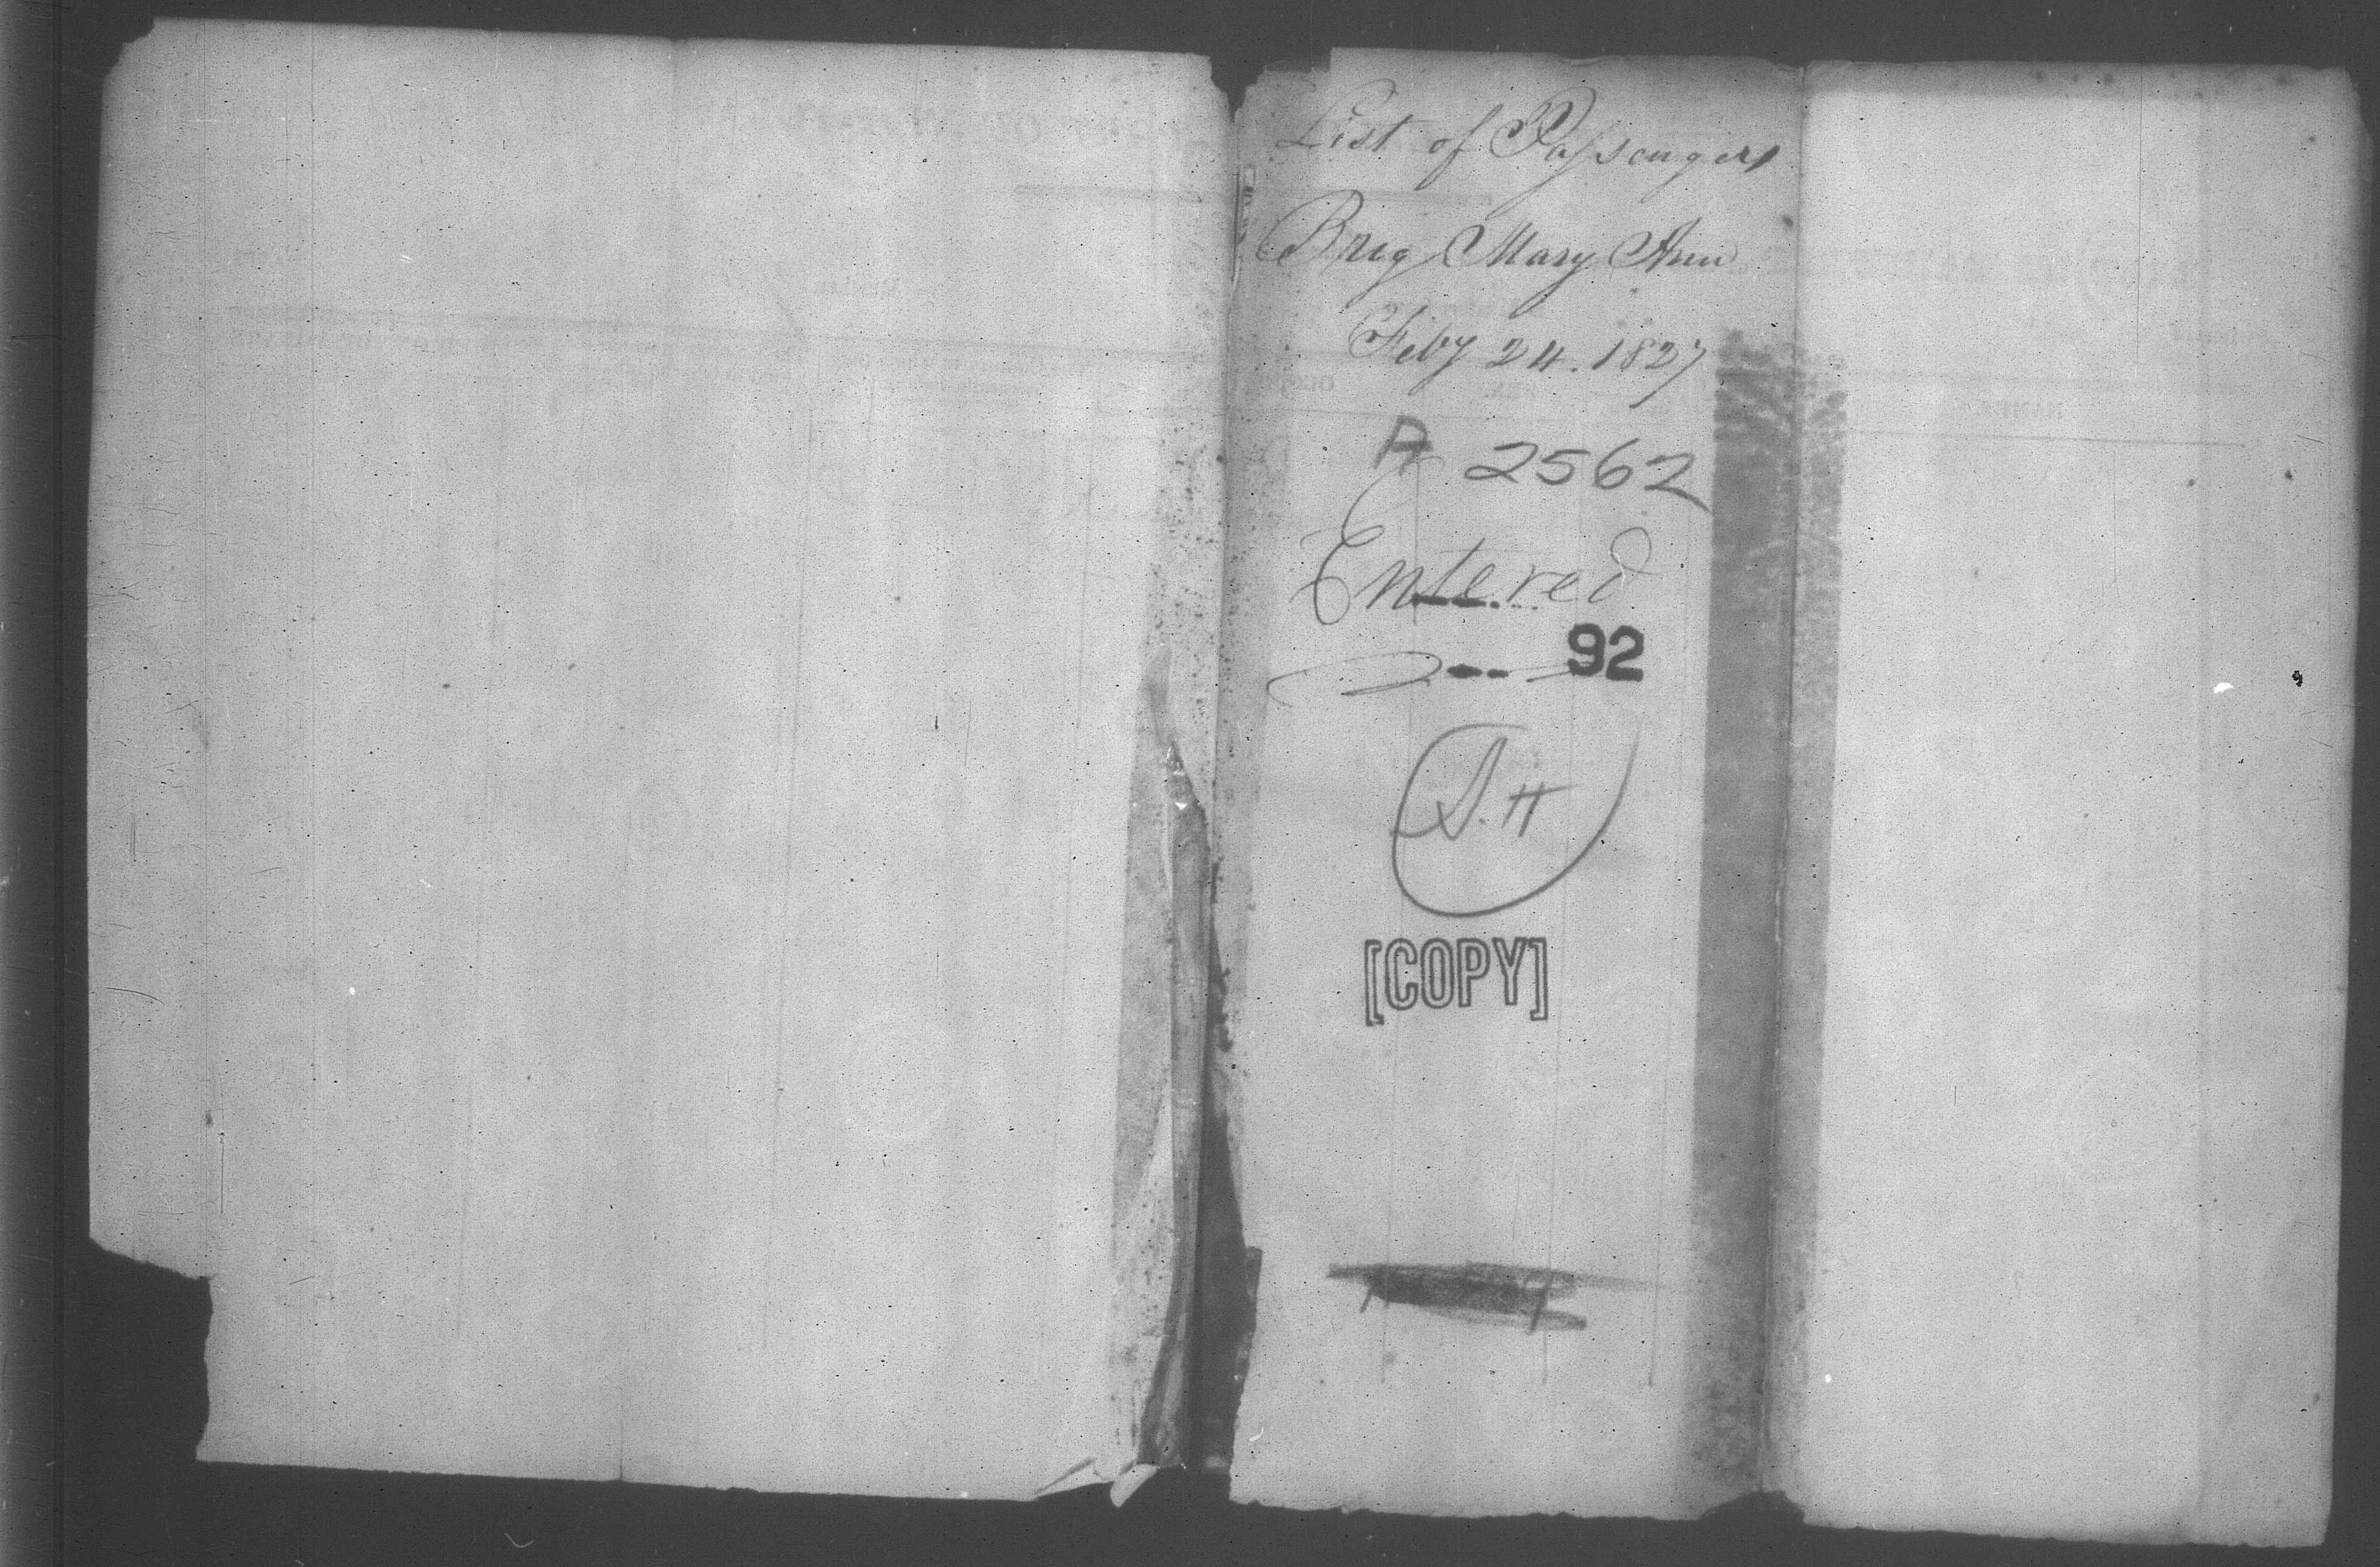 List of Passengers
Brig Mary Ann
Feby 24. 1827
A 2562
Entered
92
[COPY]